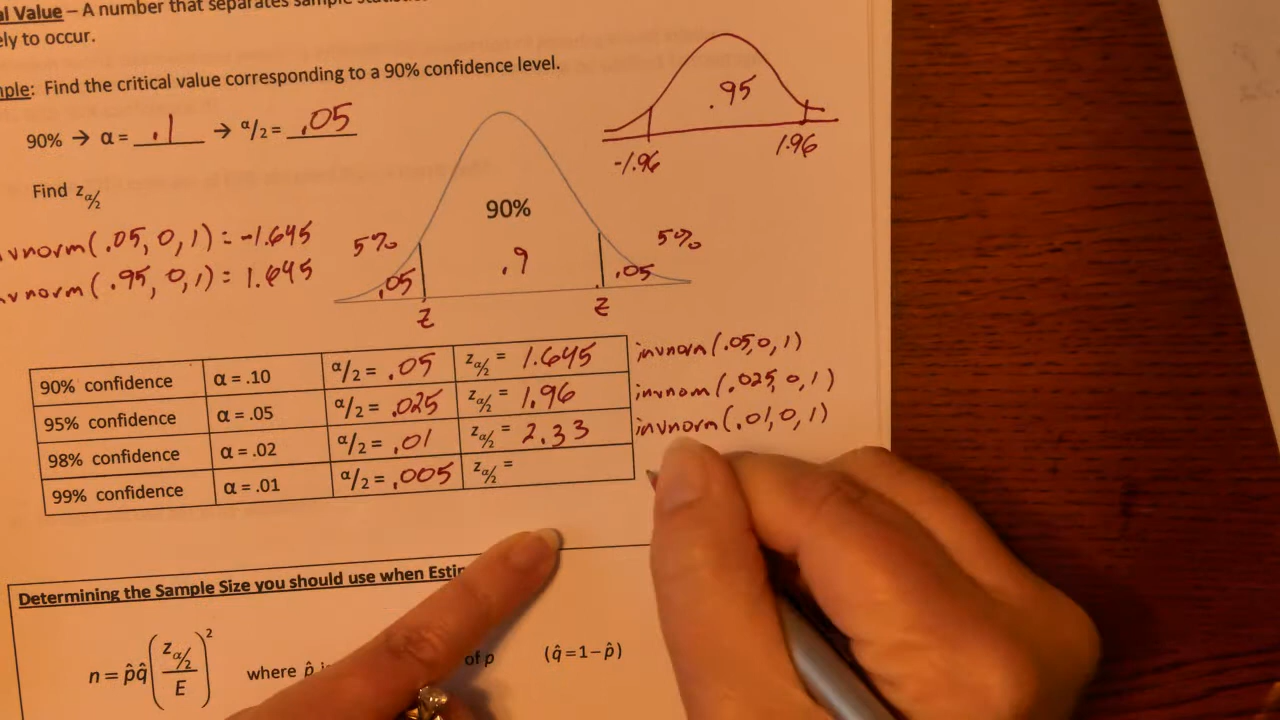 al Value – A number that separates sample statis
ely to occur.
mple: Find the critical value corresponding to a 90% confidence level.
90% → α = .1 → α/2 = .05
Find zα/2
nvnorm(.05, 0, 1) = -1.645
nvnorm(.95, 0, 1) = 1.645
5%
90%
5%
.05
.9
.05
z
z
.95
-1.96
1.96
90% confidence α = .10 α/2 = .05 zα/2 = 1.645 invnorm(.05, 0, 1)
95% confidence α = .05 α/2 = .025 zα/2 = 1.96 invnom(.025, 0, 1)
98% confidence α = .02 α/2 = .01 zα/2 = 2.33 invnorm(.01, 0, 1)
99% confidence α = .01 α/2 = .005 zα/2 =
Determining the Sample Size you should use when Estir
n = p̂q̂(zα/2 / E)² where p̂ of p (q̂=1−p̂)